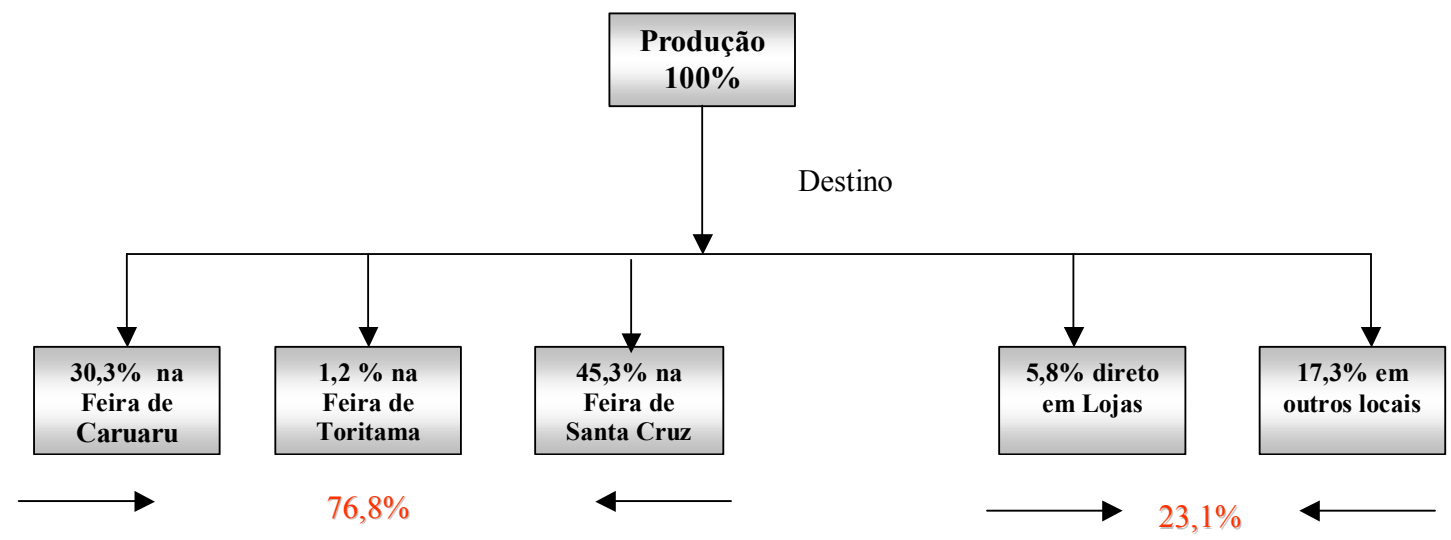 Produção
100%
Destino
30,3% na
Feira de
Caruaru
1,2 % na
Feira de
Toritama
45,3% na
Feira de
Santa Cruz
5,8% direto
em Lojas
17,3% em
outros locais
76,8%
23,1%